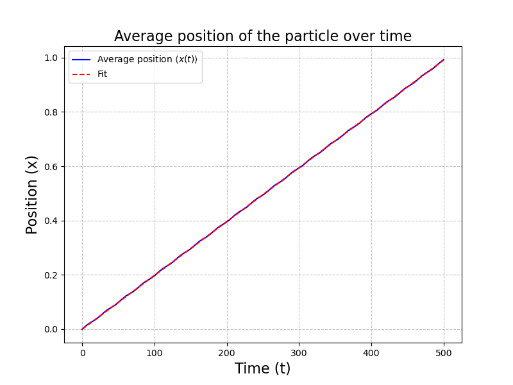 Average position of the particle over time
Average position ⟨x(t)⟩
Fit
1.0
0.8
0.6
0.4
0.2
0.0
Position (x)
0 100 200 300 400 500
Time (t)